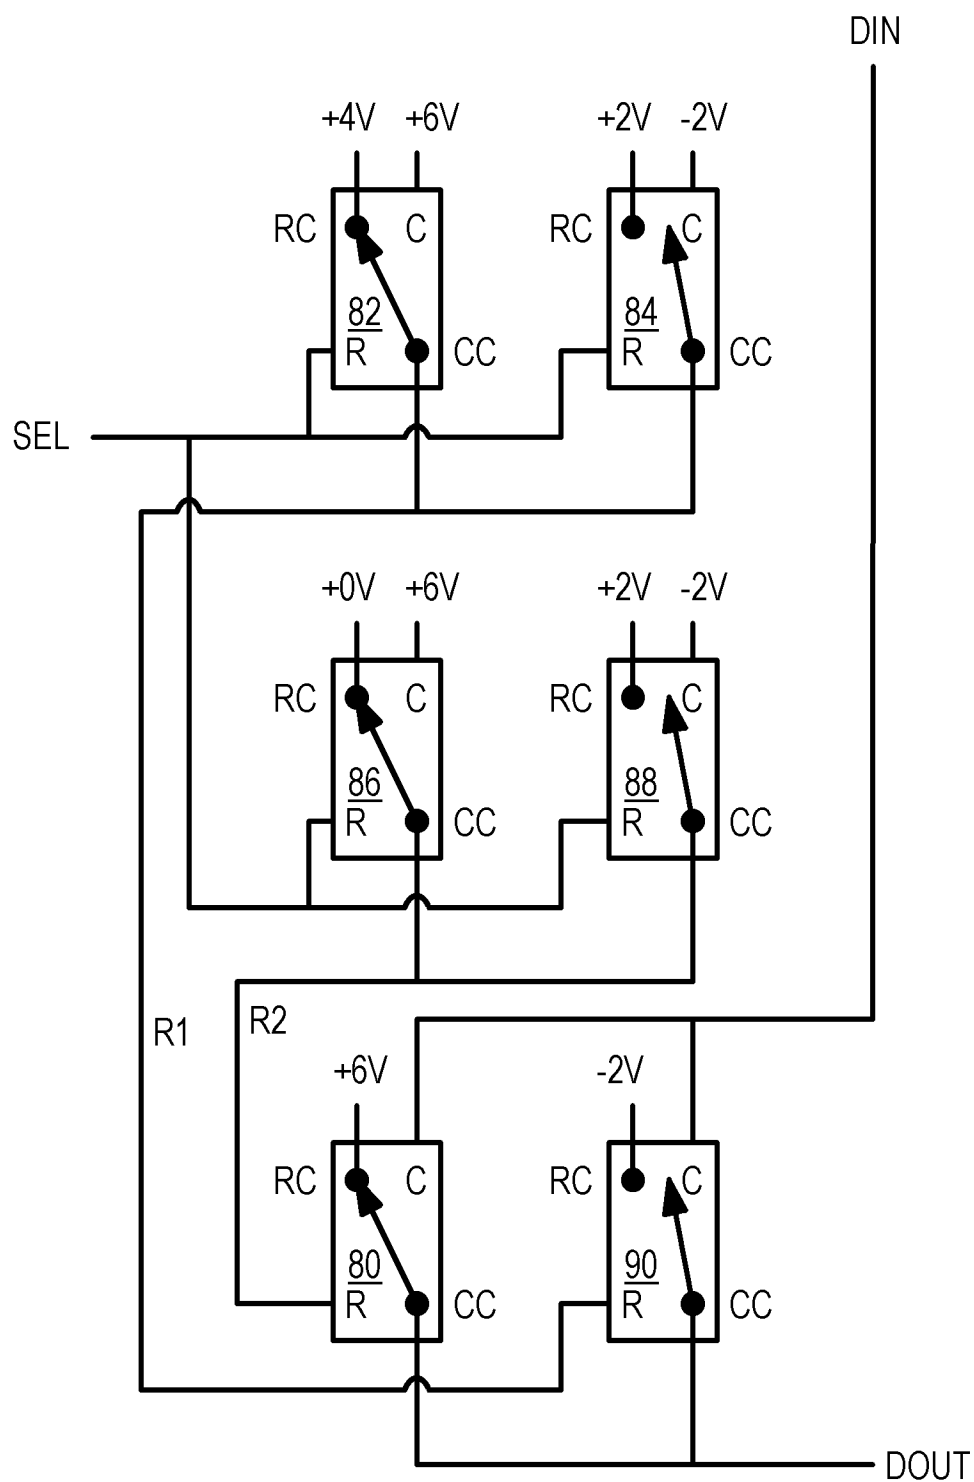 DIN
+4V +6V +2V -2V
RC C RC C
82 84
R CC R CC
SEL
+0V +6V +2V -2V
RC C RC C
86 88
R CC R CC
R1 R2
+6V -2V
RC C RC C
80 90
R CC R CC
DOUT